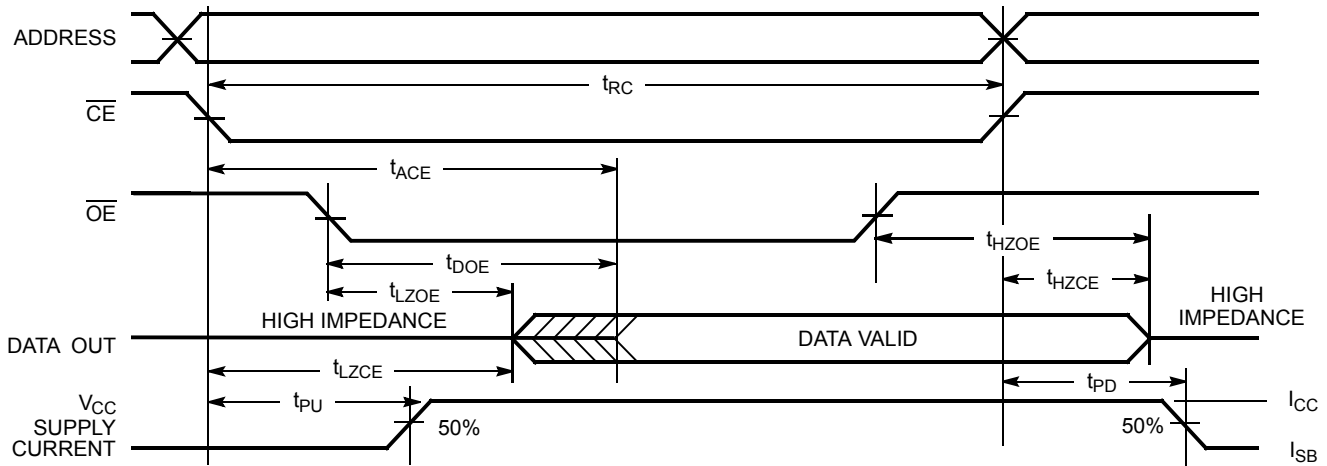 ADDRESS
tRC
CE
tACE
OE
tHZOE
tDOE
tHZCE
tLZOE
HIGH IMPEDANCE
HIGH
IMPEDANCE
DATA OUT
DATA VALID
tLZCE
tPD
VCC
SUPPLY
CURRENT
tPU
50%
50%
ICC
ISB